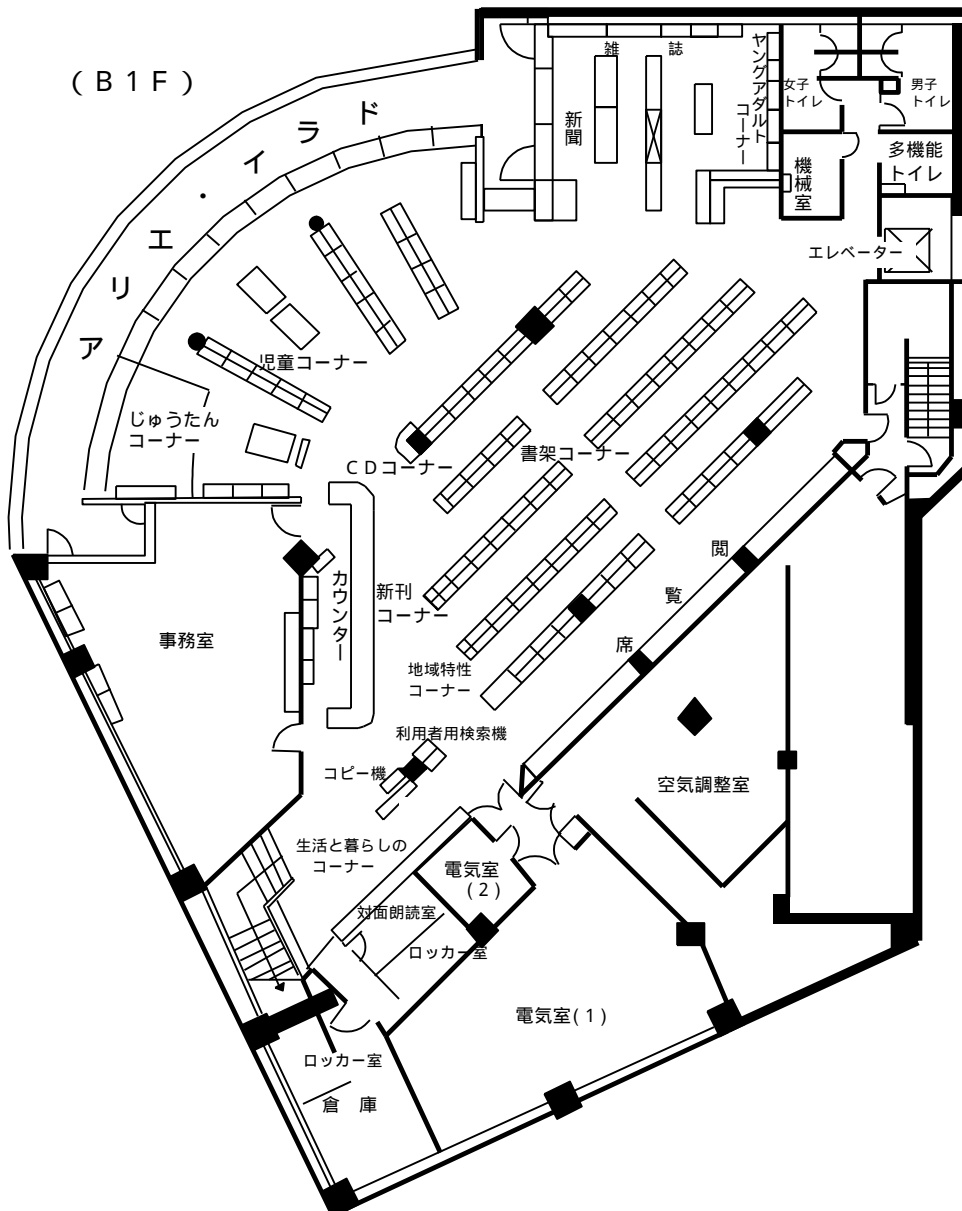 (B1F)
ド
ラ
イ
・
エ
リ
ア
雑誌
新聞
ヤングアダルト
コーナー
女子
トイレ
男子
トイレ
多機能
トイレ
機械室
エレベーター
児童コーナー
じゅうたん
コーナー
CDコーナー
書架コーナー
カウンター
新刊
コーナー
閲覧席
事務室
地域特性
コーナー
利用者用検索機
コピー機
空気調整室
生活と暮らしの
コーナー
電気室
(2)
対面朗読室
ロッカー室
電気室(1)
ロッカー室
倉庫